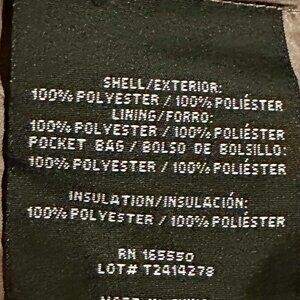 SHELL/EXTERIOR:
100% POLYESTER / 100% POLIÉSTER
LINING/FORRO:
100% POLYESTER / 100% POLIÉSTER
POCKET BAG / BOLSO DE BOLSILLO:
100% POLYESTER / 100% POLIÉSTER
INSULATION/INSULACIÓN:
100% POLYESTER / 100% POLIÉSTER
RN 165550
LOT# T2414278